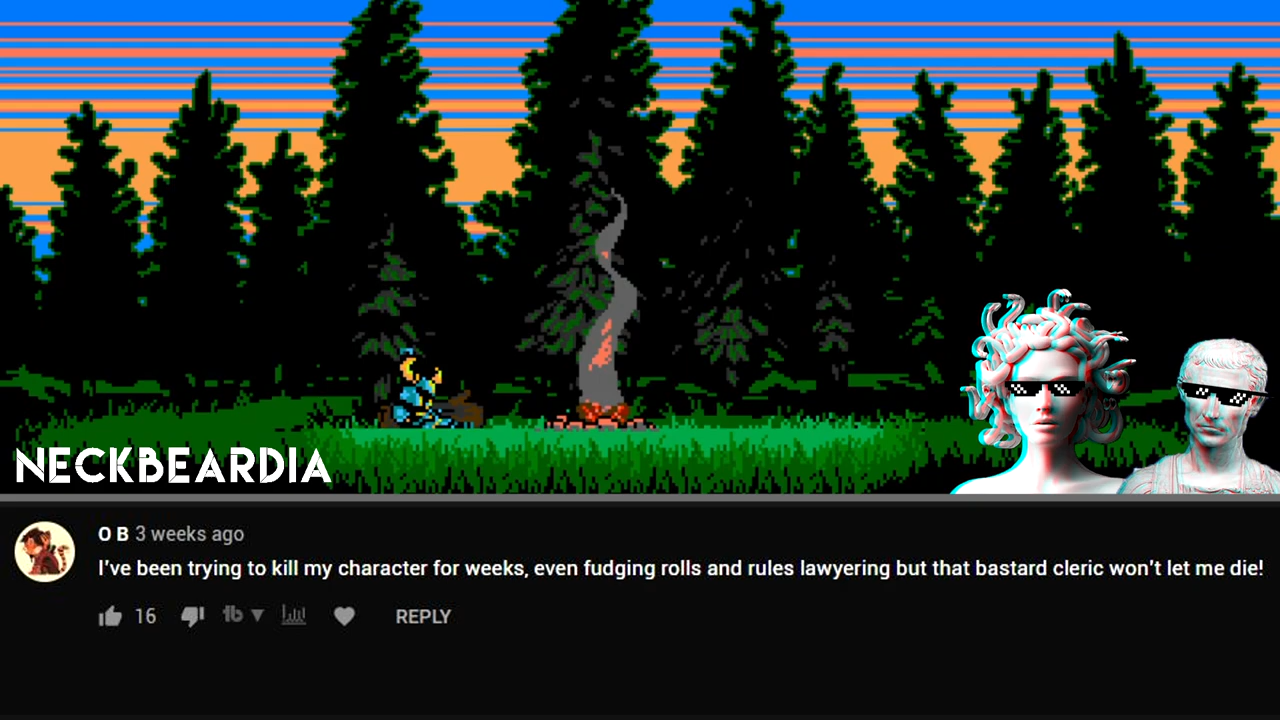 NECKBEARDIA
O B 3 weeks ago
I've been trying to kill my character for weeks, even fudging rolls and rules lawyering but that bastard cleric won't let me die!
16 tb REPLY